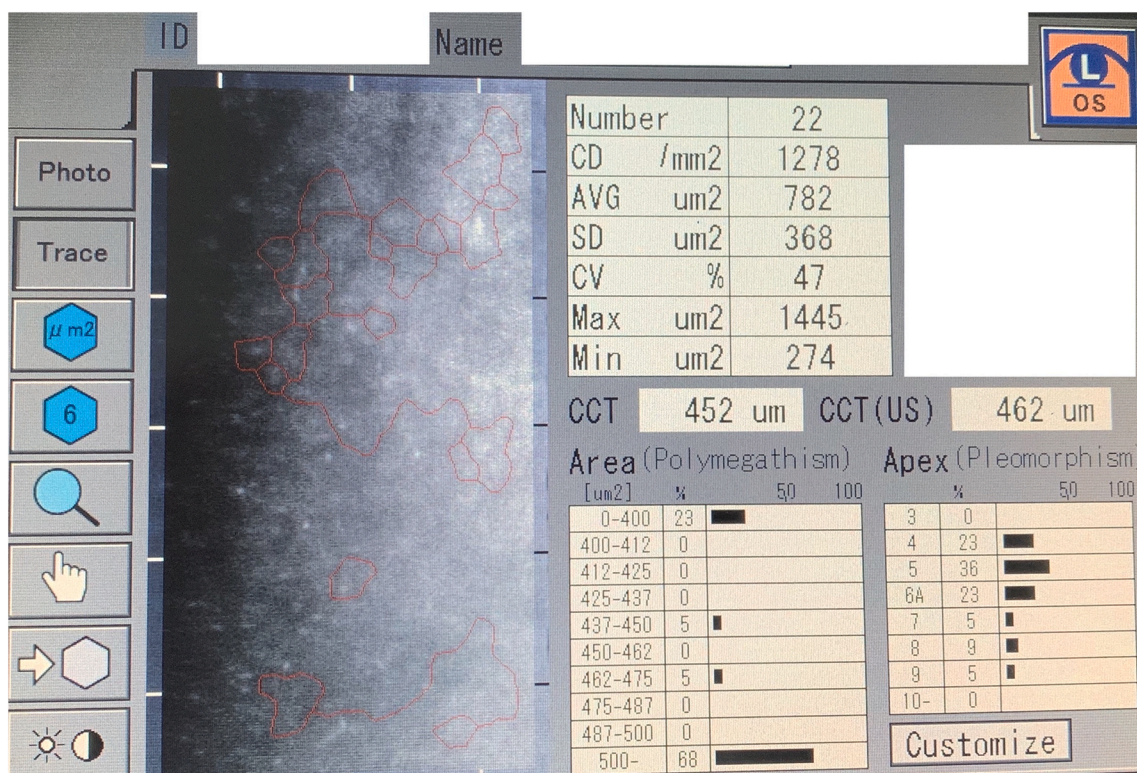 ID Name
L
OS
Photo
Trace
μm2
6
Number 22
CD /mm2 1278
AVG um2 782
SD um2 368
CV % 47
Max um2 1445
Min um2 274
CCT 452 um CCT(US) 462 um
Area(Polymegathism)
[um2] % 50 100
0-400 23
400-412 0
412-425 0
425-437 0
437-450 5
450-462 0
462-475 5
475-487 0
487-500 0
500- 68
Apex(Pleomorphism
% 50 100
3 0
4 23
5 36
6A 23
7 5
8 9
9 5
10- 0
Customize